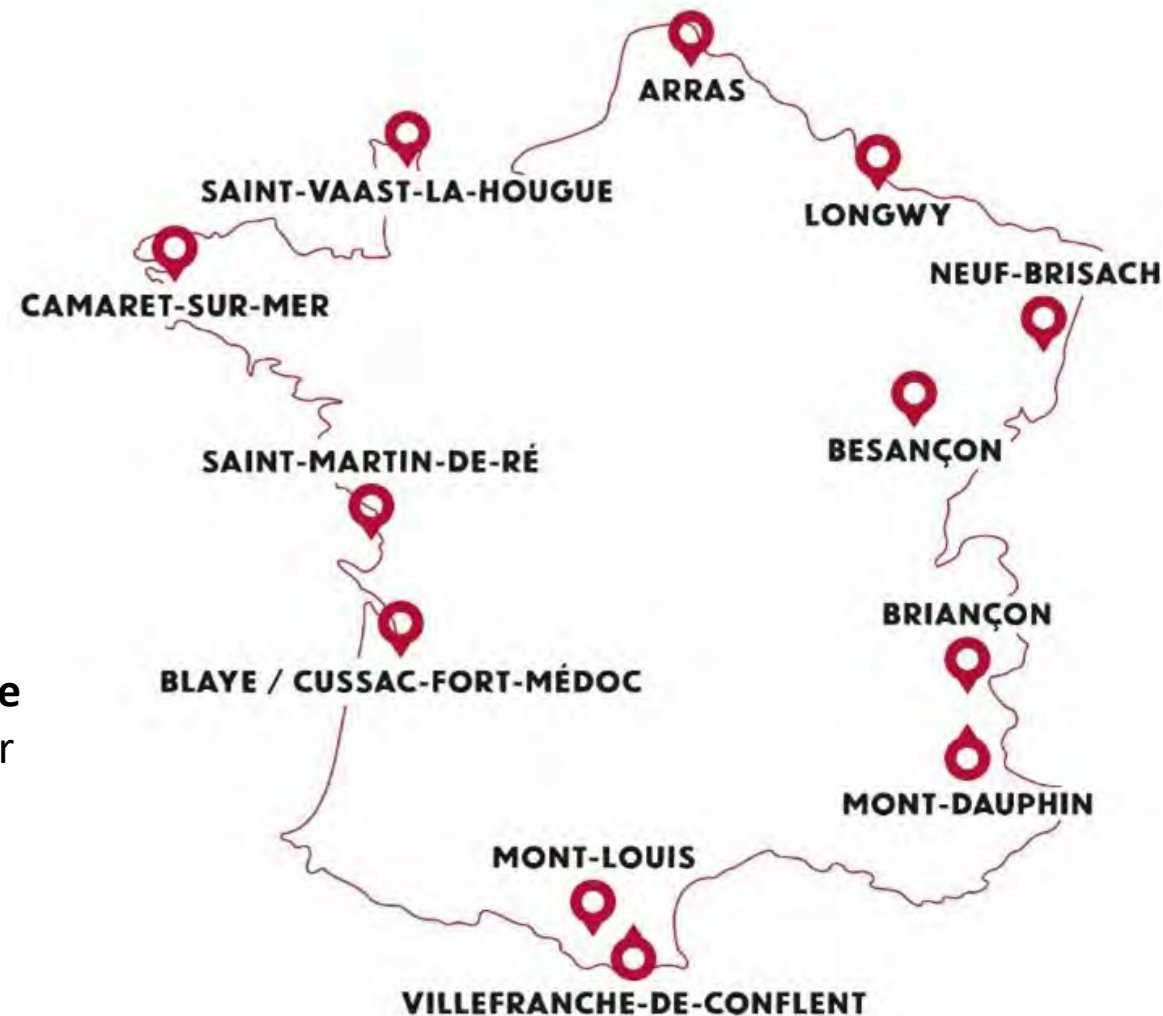 ARRAS
SAINT-VAAST-LA-HOUGUE
LONGWY
NEUF-BRISACH
CAMARET-SUR-MER
BESANÇON
SAINT-MARTIN-DE-RÉ
BRIANÇON
BLAYE / CUSSAC-FORT-MÉDOC
e
r
MONT-DAUPHIN
MONT-LOUIS
VILLEFRANCHE-DE-CONFLENT